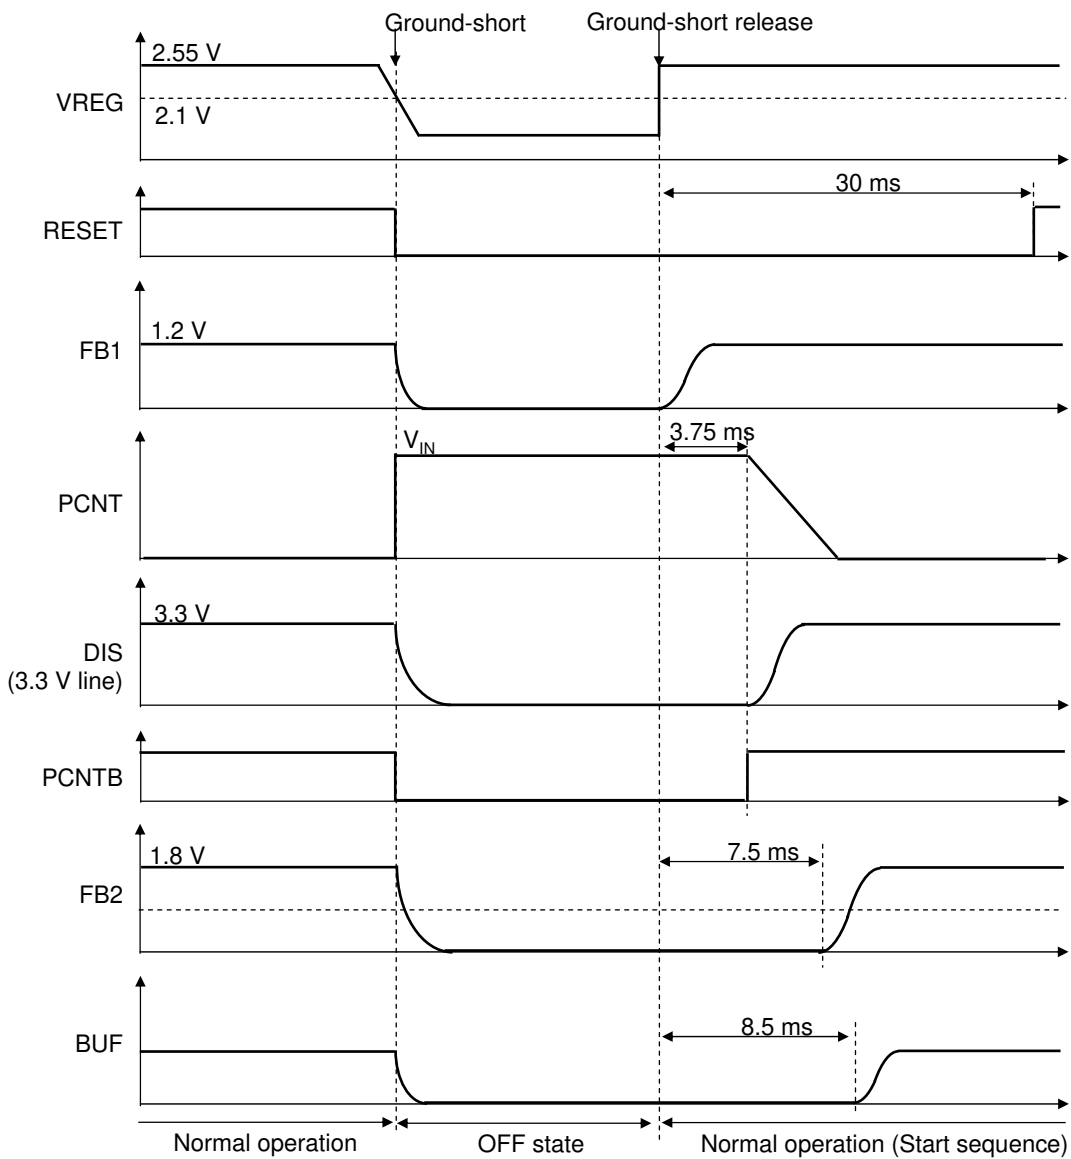 Ground-short
Ground-short release
2.55 V
VREG
2.1 V
30 ms
RESET
1.2 V
FB1
VIN
3.75 ms
PCNT
3.3 V
DIS
(3.3 V line)
PCNTB
1.8 V
7.5 ms
FB2
8.5 ms
BUF
Normal operation
OFF state
Normal operation (Start sequence)